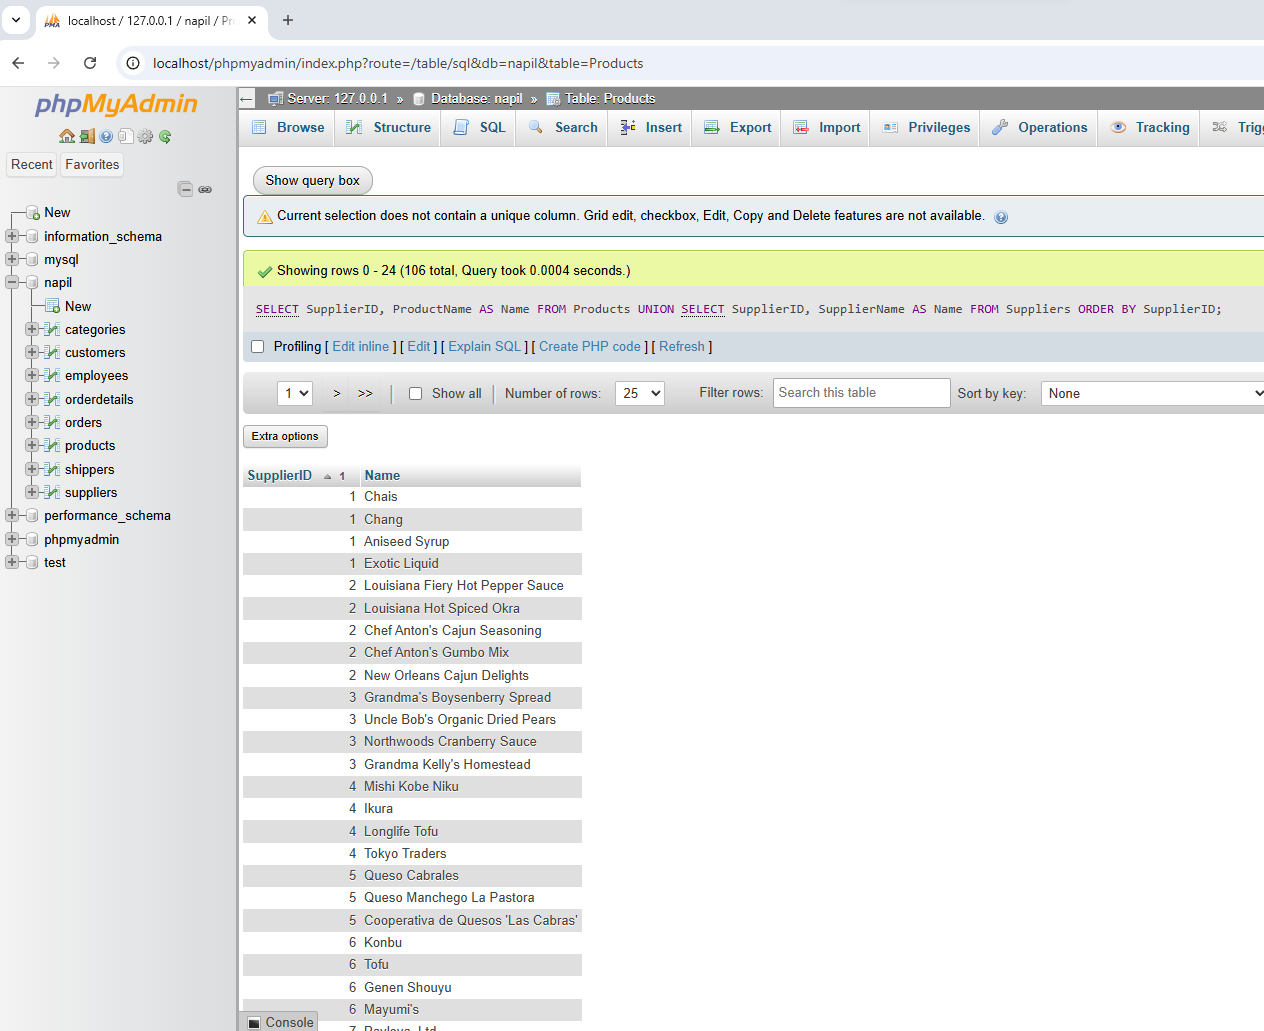 localhost / 127.0.0.1 / napil / Pr
localhost/phpmyadmin/index.php?route=/table/sql&db=napil&table=Products
phpMyAdmin
Recent Favorites
New
information_schema
mysql
napil
New
categories
customers
employees
orderdetails
orders
products
shippers
suppliers
performance_schema
phpmyadmin
test
Server: 127.0.0.1 » Database: napil » Table: Products
Browse Structure SQL Search Insert Export Import Privileges Operations Tracking Trigg
Show query box
Current selection does not contain a unique column. Grid edit, checkbox, Edit, Copy and Delete features are not available.
Showing rows 0 - 24 (106 total, Query took 0.0004 seconds.)
SELECT SupplierID, ProductName AS Name FROM Products UNION SELECT SupplierID, SupplierName AS Name FROM Suppliers ORDER BY SupplierID;
Profiling [ Edit inline ] [ Edit ] [ Explain SQL ] [ Create PHP code ] [ Refresh ]
1 > >> | Show all | Number of rows: 25 Filter rows: Search this table Sort by key: None
Extra options
SupplierID 1 Name
1 Chais
1 Chang
1 Aniseed Syrup
1 Exotic Liquid
2 Louisiana Fiery Hot Pepper Sauce
2 Louisiana Hot Spiced Okra
2 Chef Anton's Cajun Seasoning
2 Chef Anton's Gumbo Mix
2 New Orleans Cajun Delights
3 Grandma's Boysenberry Spread
3 Uncle Bob's Organic Dried Pears
3 Northwoods Cranberry Sauce
3 Grandma Kelly's Homestead
4 Mishi Kobe Niku
4 Ikura
4 Longlife Tofu
4 Tokyo Traders
5 Queso Cabrales
5 Queso Manchego La Pastora
5 Cooperativa de Quesos 'Las Cabras'
6 Konbu
6 Tofu
6 Genen Shouyu
6 Mayumi's
7 Pavlova, Ltd.
Console